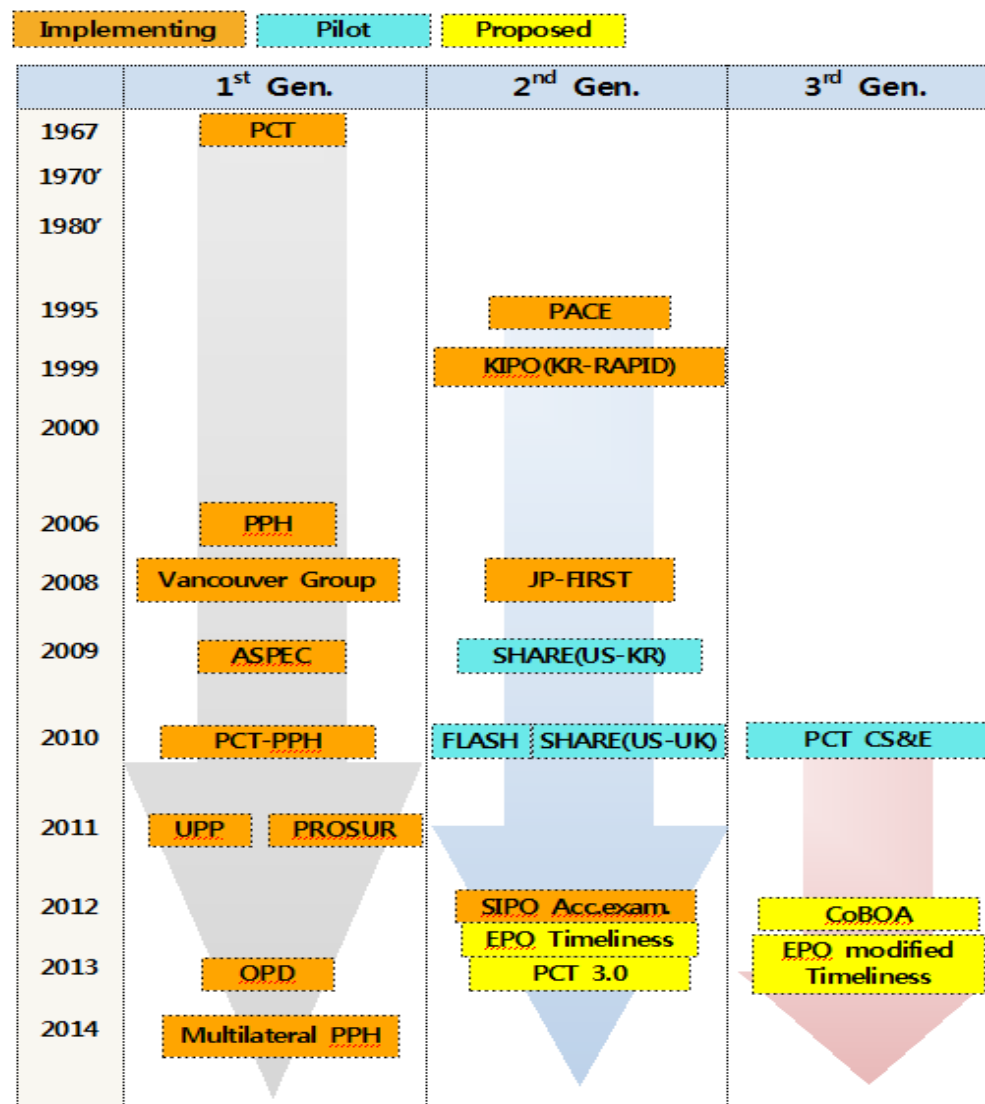 Implementing Pilot Proposed
1st Gen. 2nd Gen. 3rd Gen.
1967 PCT
1970′
1980′
1995 PACE
1999 KIPO(KR-RAPID)
2000
2006 PPH
2008 Vancouver Group JP-FIRST
2009 ASPEC SHARE(US-KR)
2010 PCT-PPH FLASH SHARE(US-UK) PCT CS&E
2011 UPP PROSUR
2012 SIPO Acc.exam. CoBOA
EPO Timeliness EPO modified
Timeliness
2013 OPD PCT 3.0
2014 Multilateral PPH